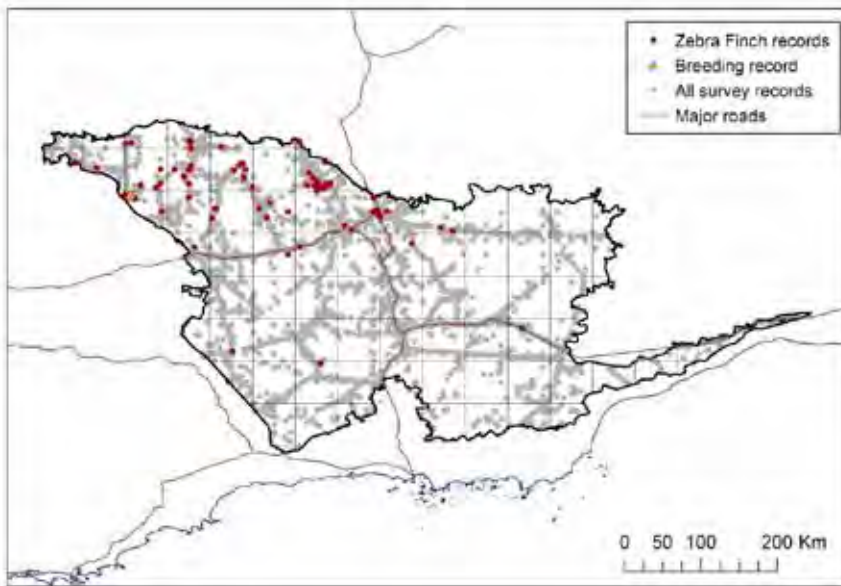 Zebra Finch records
Breeding record
All survey records
Major roads
0 50 100 200 Km